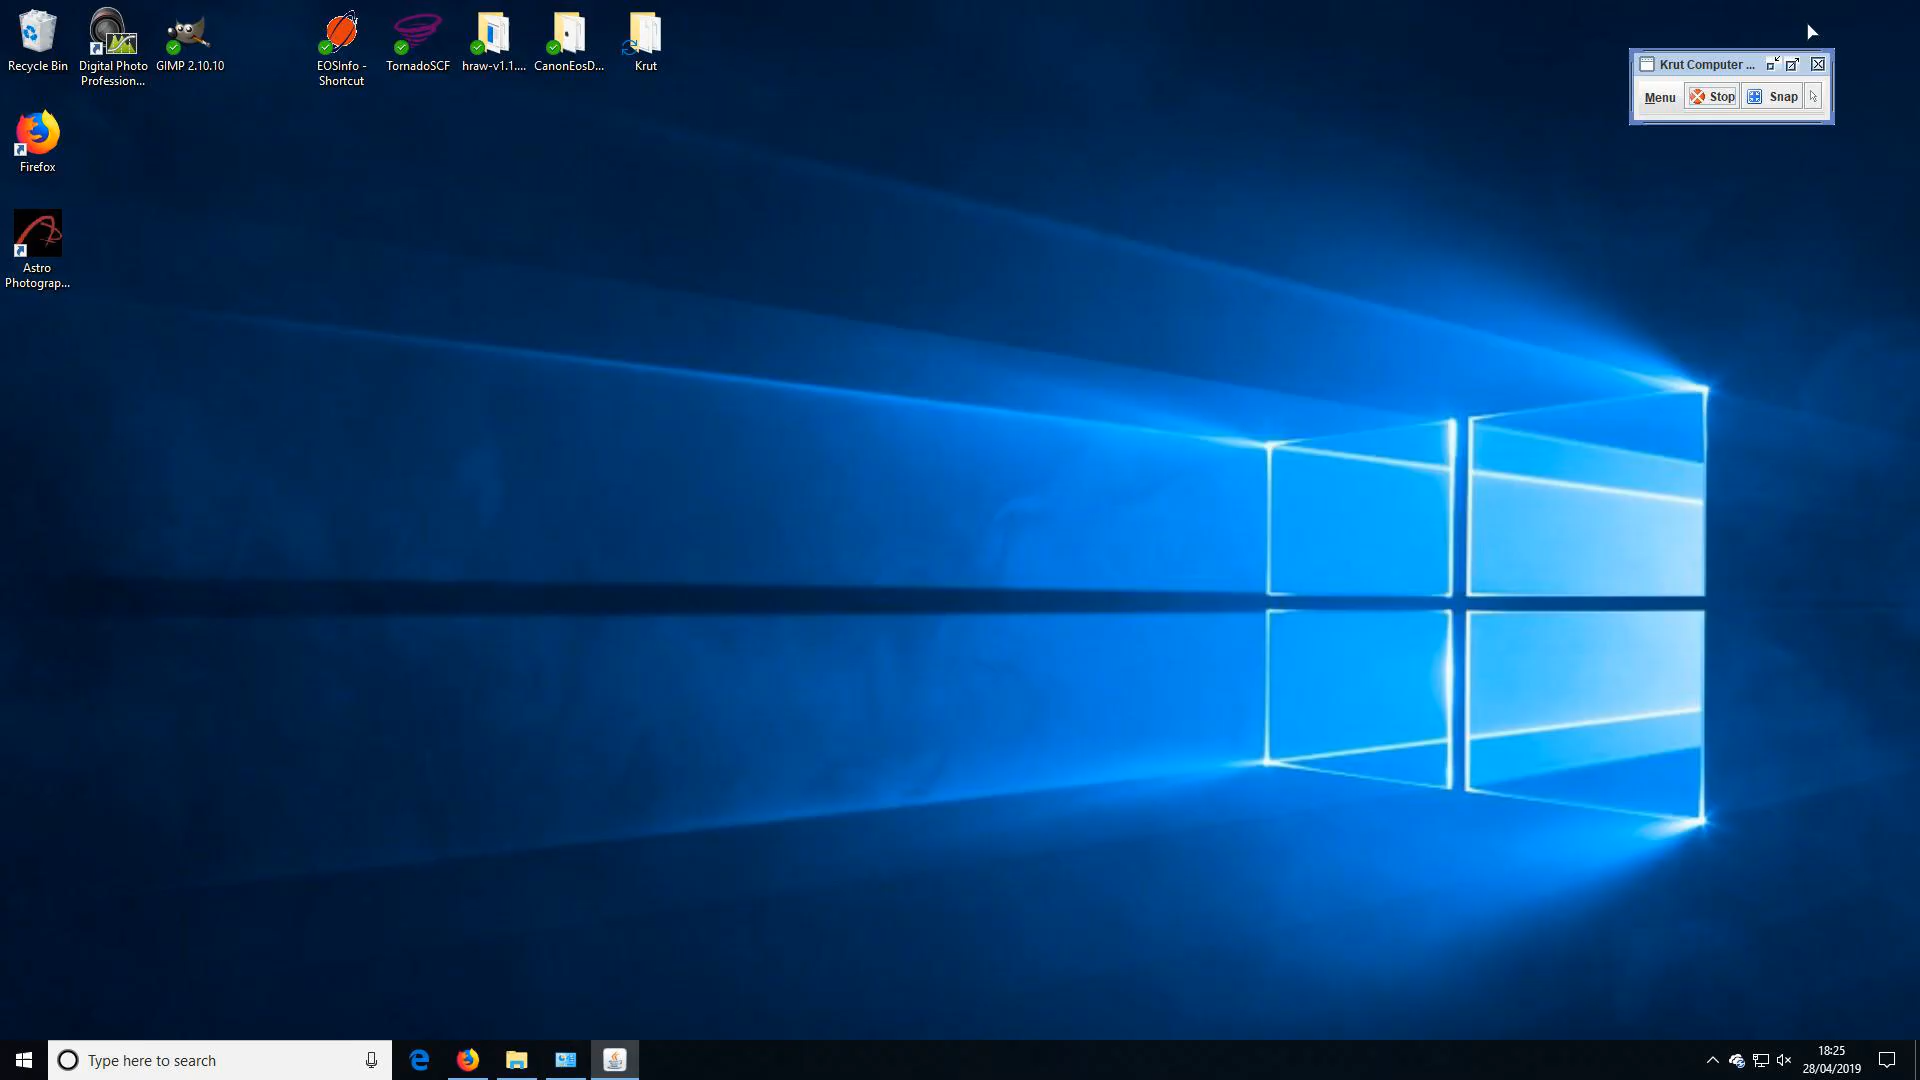 Recycle Bin
Digital Photo
Profession...
GIMP 2.10.10
EOSInfo -
Shortcut
TornadoSCF
hraw-v1.1....
CanonEosD...
Krut
Krut Computer ...
Menu
Stop
Snap
Firefox
Astro
Photograp...
Type here to search
18:25
28/04/2019